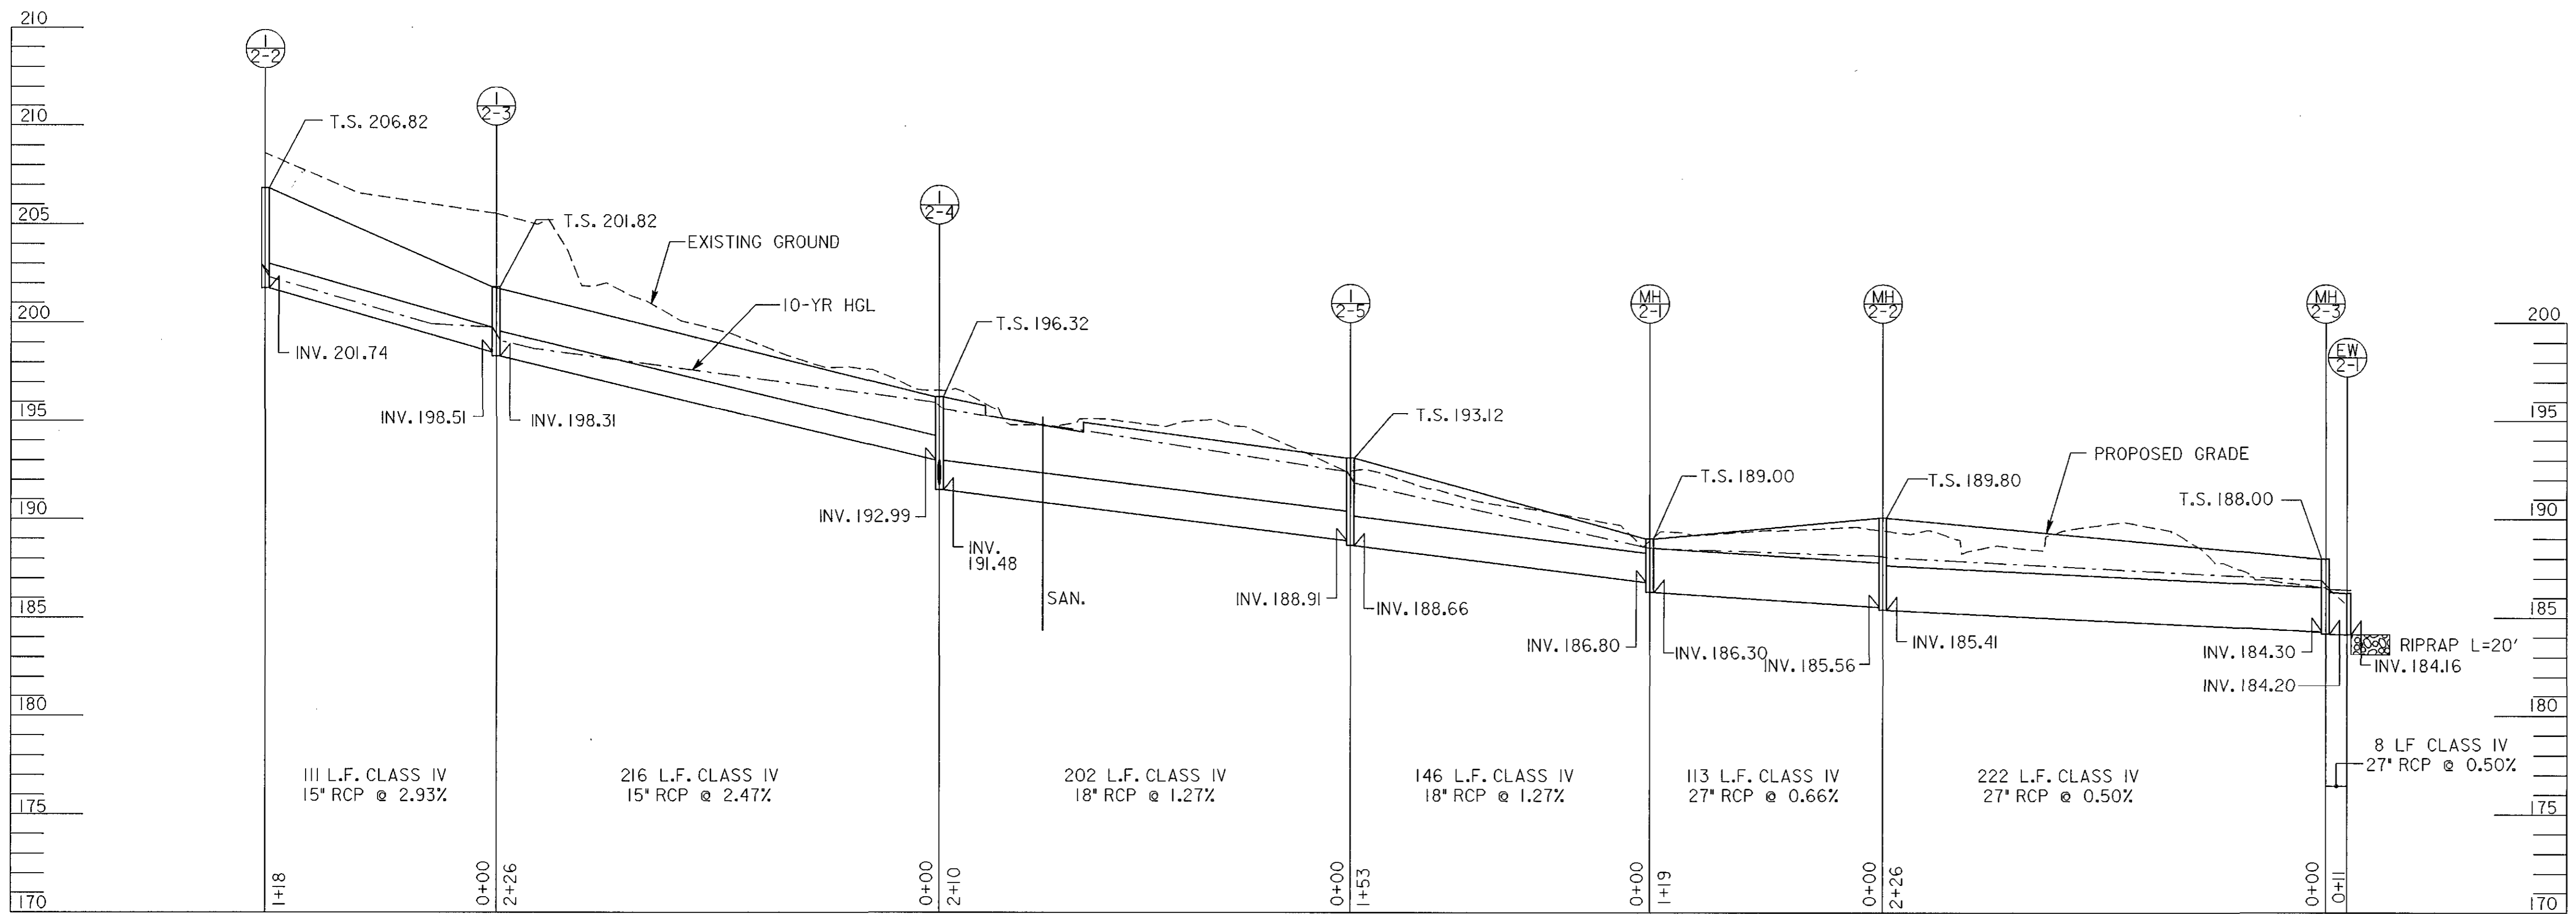 210
I
2-2
I
2-3
210
T.S. 206.82
I
2-4
205
T.S. 201.82
EXISTING GROUND
I
2-5
MH
2-1
MH
2-2
MH
2-3
10-YR HGL
200
T.S. 196.32
200
INV. 201.74
EW
2-1
INV. 198.51
INV. 198.31
195
T.S. 193.12
195
PROPOSED GRADE
T.S. 189.00
T.S. 189.80
T.S. 188.00
190
INV. 192.99
190
INV.
191.48
SAN.
INV. 188.91
INV. 188.66
185
185
INV. 186.80
INV. 186.30
INV. 185.56
INV. 185.41
INV. 184.30
RIPRAP L=20'
INV. 184.16
INV. 184.20
180
180
111 L.F. CLASS IV
15" RCP @ 2.93%
216 L.F. CLASS IV
15" RCP @ 2.47%
202 L.F. CLASS IV
18" RCP @ 1.27%
146 L.F. CLASS IV
18" RCP @ 1.27%
113 L.F. CLASS IV
27" RCP @ 0.66%
222 L.F. CLASS IV
27" RCP @ 0.50%
8 LF CLASS IV
27" RCP @ 0.50%
175
175
1+18
0+00
2+26
0+00
2+10
0+00
1+53
0+00
1+19
0+00
2+26
0+00
0+11
170
170